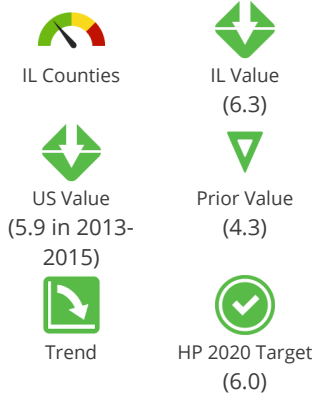 IL Counties
IL Value
(6.3)
US Value
(5.9 in 2013-
2015)
Prior Value
(4.3)
Trend
HP 2020 Target
(6.0)